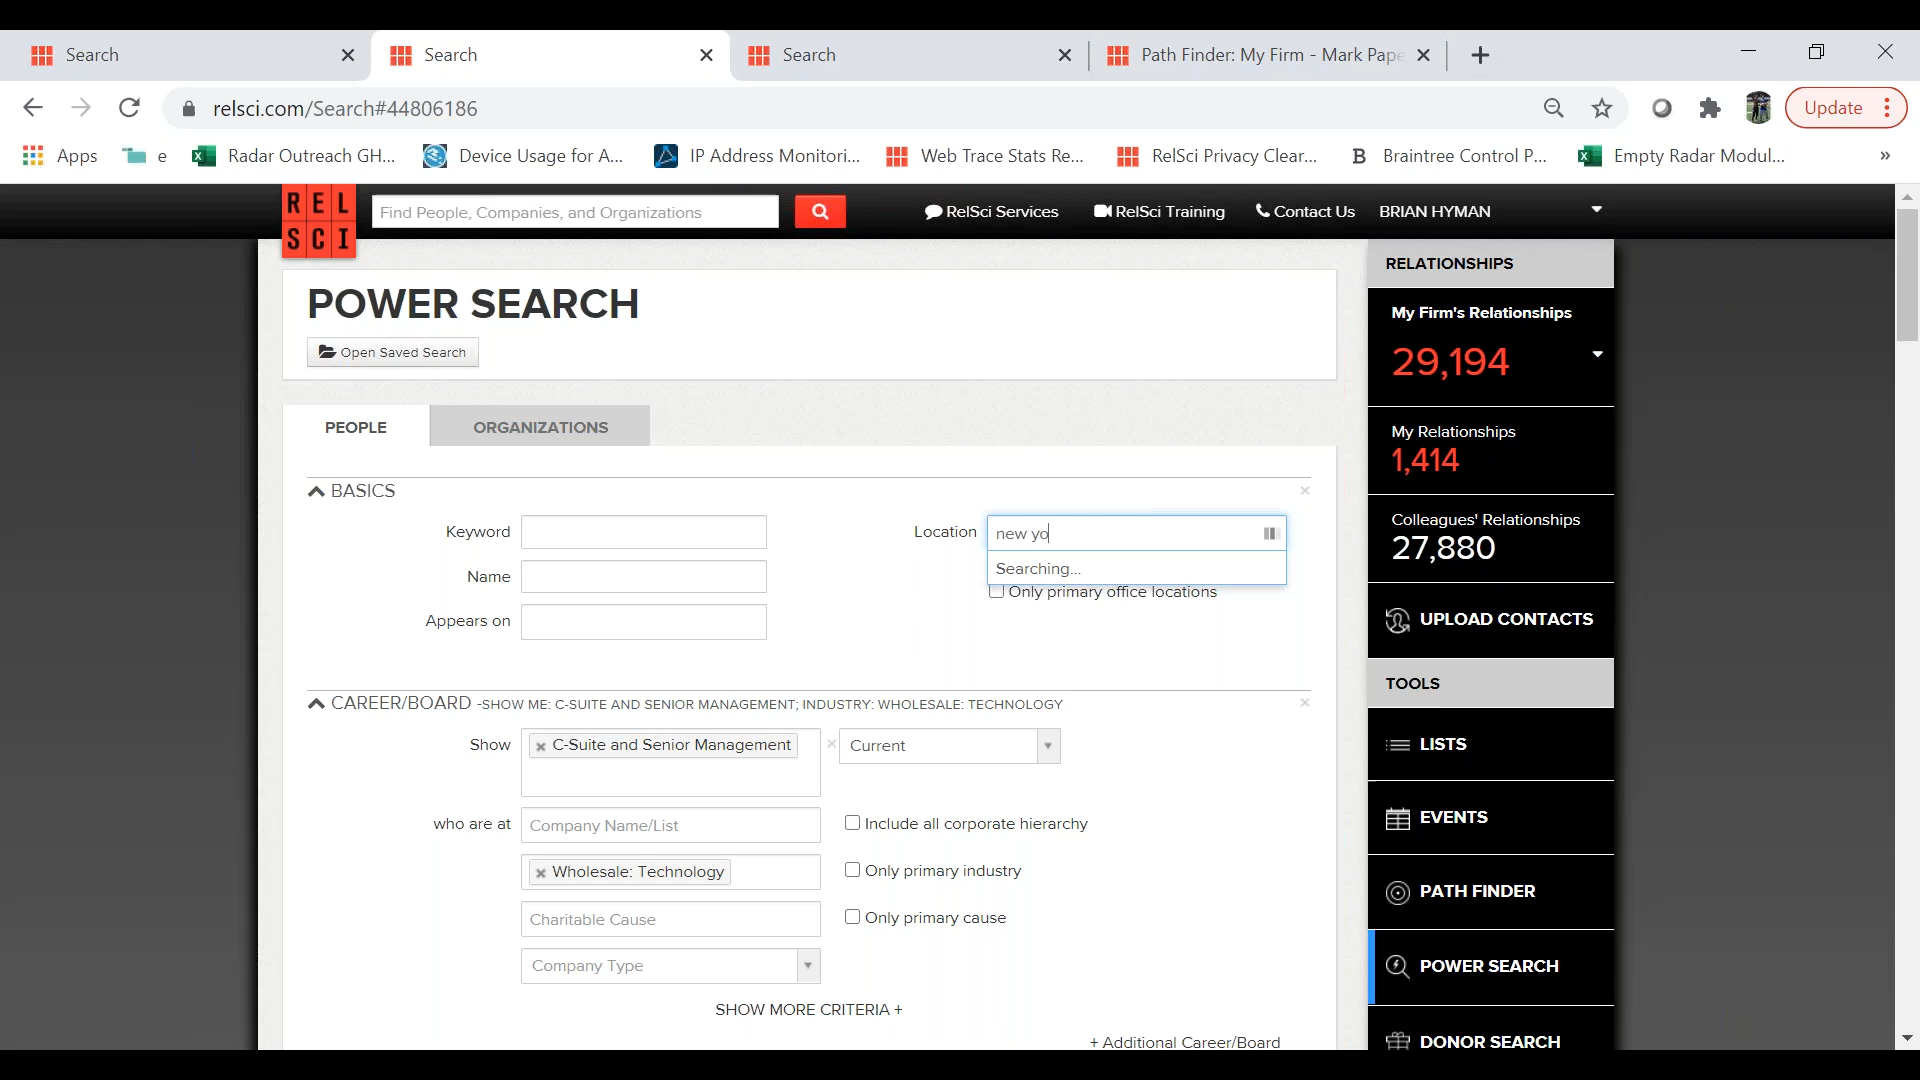 Search
Search
Search
Path Finder: My Firm - Mark Pape
relsci.com/Search#44806186
Update
Apps
e
Radar Outreach GH...
Device Usage for A...
IP Address Monitori...
Web Trace Stats Re...
RelSci Privacy Clear...
B
Braintree Control P...
Empty Radar Modul...
»
REL
SCI
Find People, Companies, and Organizations
RelSci Services
RelSci Training
Contact Us
BRIAN HYMAN
POWER SEARCH
Open Saved Search
PEOPLE
ORGANIZATIONS
BASICS
Keyword
Name
Appears on
Location
new yo
Searching...
Only primary office locations
CAREER/BOARD -SHOW ME: C-SUITE AND SENIOR MANAGEMENT; INDUSTRY: WHOLESALE: TECHNOLOGY
Show
C-Suite and Senior Management
Current
who are at
Company Name/List
Include all corporate hierarchy
Wholesale: Technology
Only primary industry
Charitable Cause
Only primary cause
Company Type
SHOW MORE CRITERIA +
+ Additional Career/Board
RELATIONSHIPS
My Firm's Relationships
29,194
My Relationships
1,414
Colleagues' Relationships
27,880
UPLOAD CONTACTS
TOOLS
LISTS
EVENTS
PATH FINDER
POWER SEARCH
DONOR SEARCH